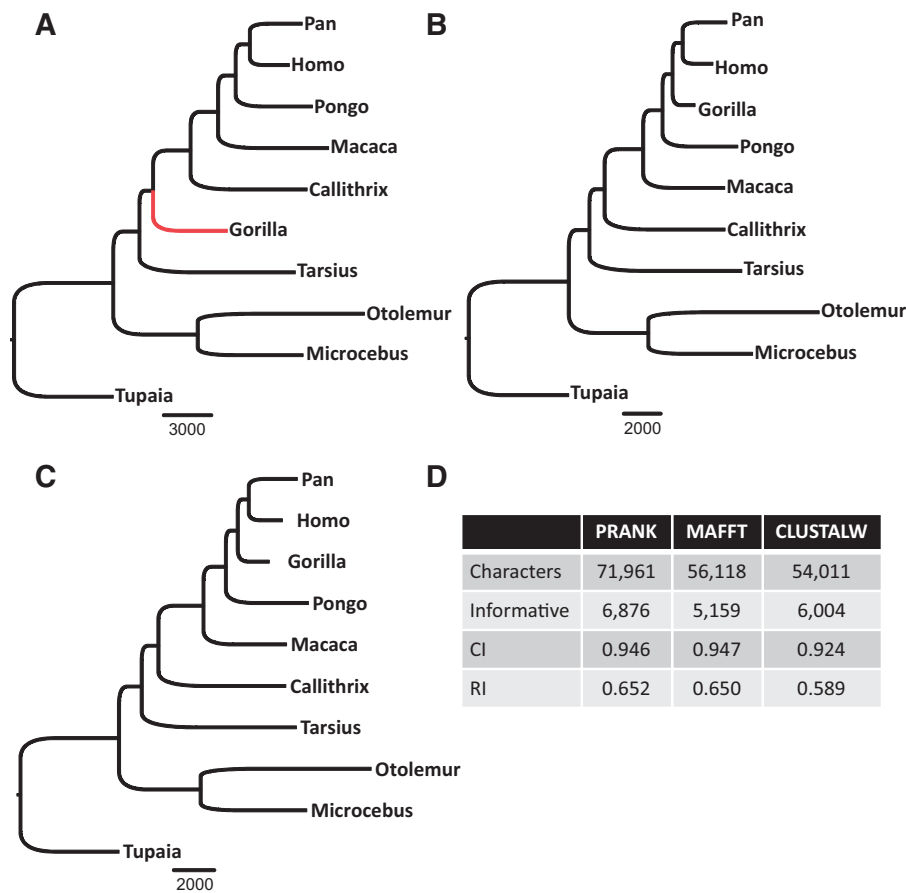 A
Pan
Homo
Pongo
Macaca
Callithrix
Gorilla
Tarsius
Otolemur
Microcebus
Tupaia
3000
B
Pan
Homo
Gorilla
Pongo
Macaca
Callithrix
Tarsius
Otolemur
Microcebus
Tupaia
2000
C
Pan
Homo
Gorilla
Pongo
Macaca
Callithrix
Tarsius
Otolemur
Microcebus
Tupaia
2000
D
PRANK MAFFT CLUSTALW
Characters 71,961 56,118 54,011
Informative 6,876 5,159 6,004
CI 0.946 0.947 0.924
RI 0.652 0.650 0.589